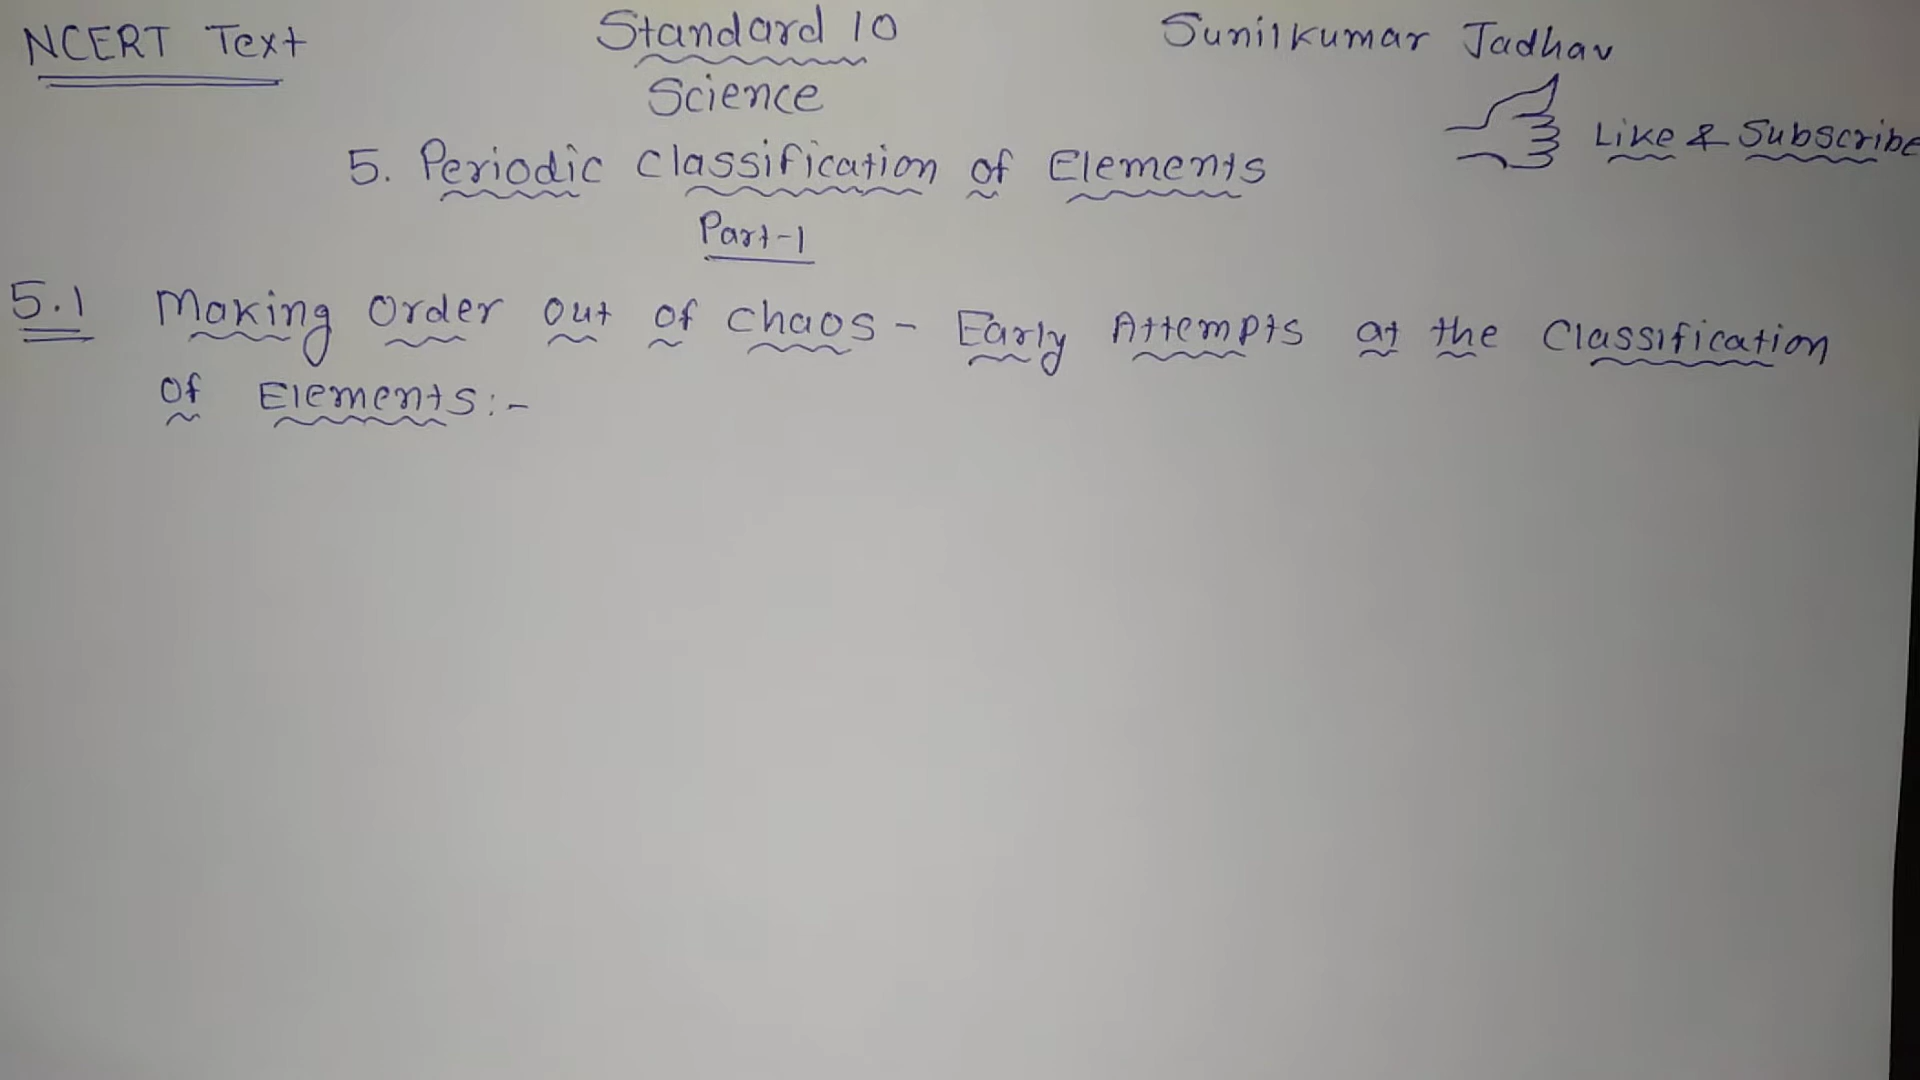 NCERT Text
Standard 10
Sunilkumar Jadhav
Science
Like & Subscribe
5. Periodic Classification of Elements
Part-1
5.1 Making Order out of Chaos - Early Attempts at the Classification
of Elements:-